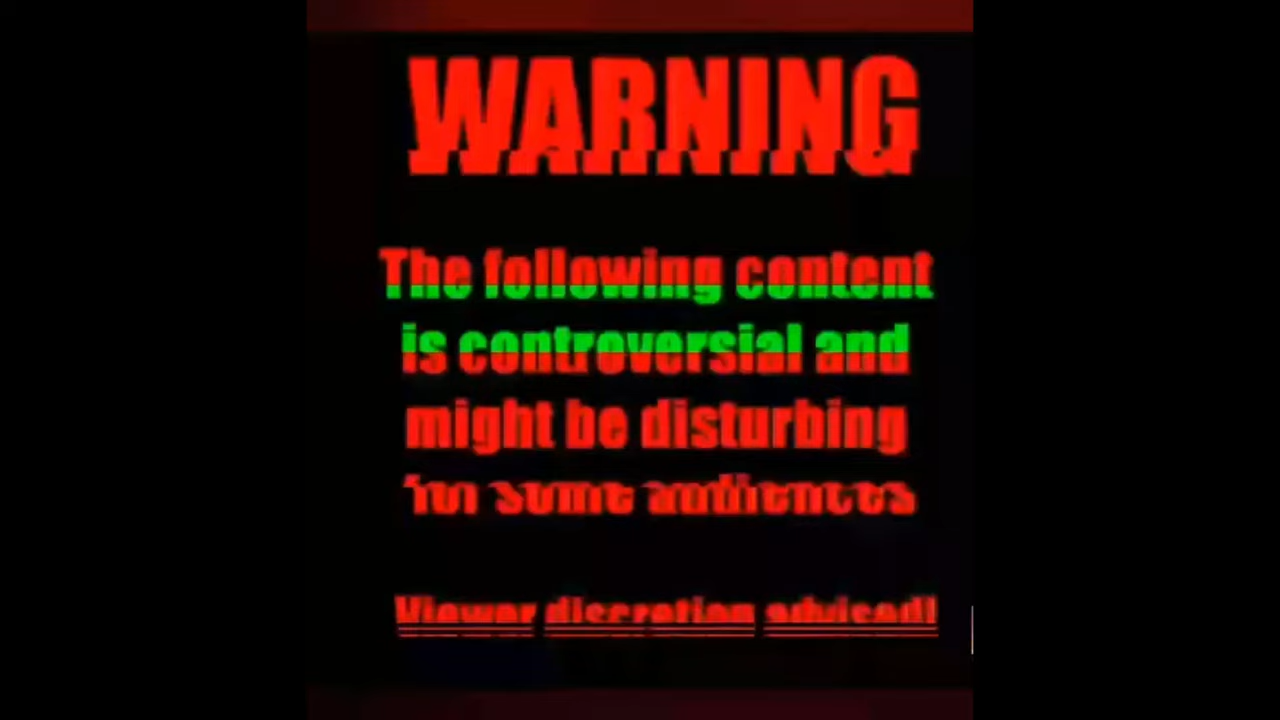 WARNING
The following content
is controversial and
might be disturbing
for some audiences
Viewer discretion advised!